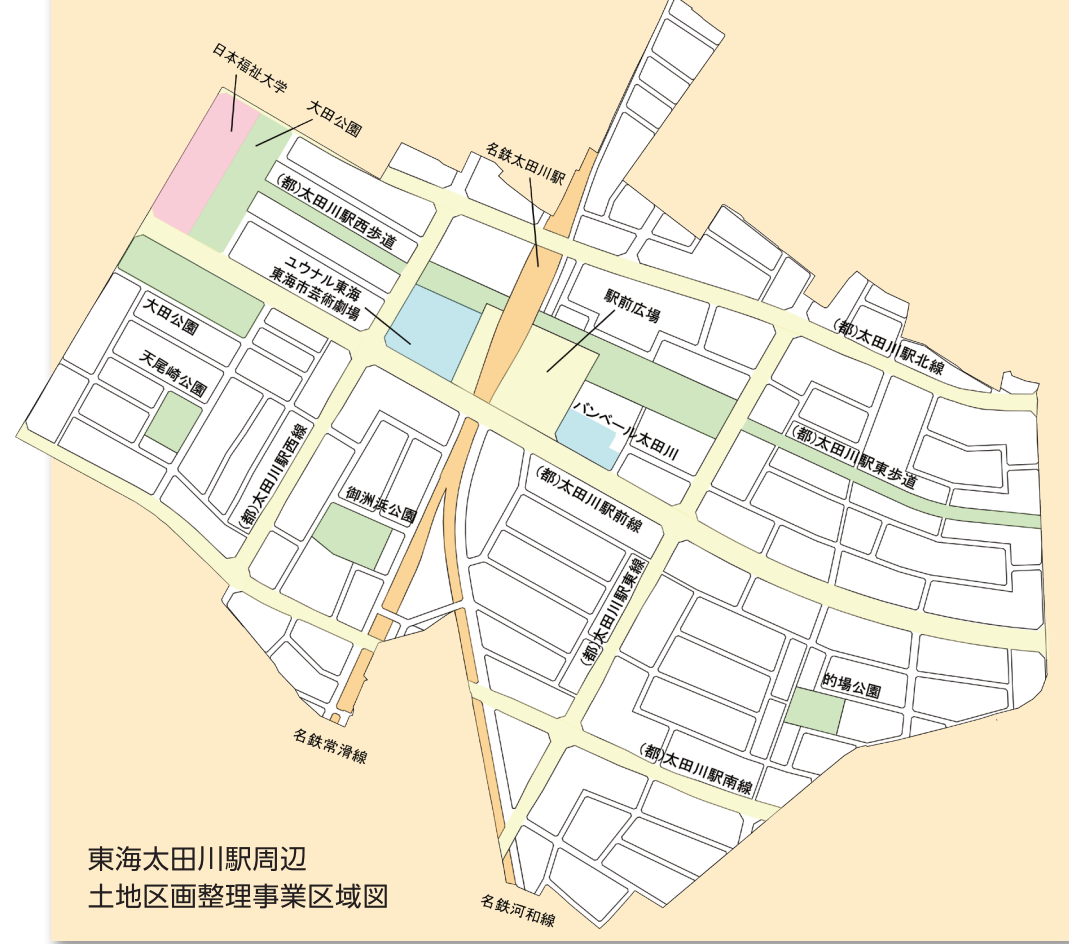 日本福祉大学
大田公園
名鉄太田川駅
(都)太田川駅西歩道
ユウナル東海
東海市芸術劇場
駅前広場
大田公園
(都)太田川駅北線
天尾崎公園
バンベール太田川
(都)太田川駅西線
(都)太田川駅東歩道
御洲浜公園
(都)太田川駅前線
(都)太田川駅東線
的場公園
名鉄常滑線
(都)太田川駅南線
東海太田川駅周辺
土地区画整理事業区域図
名鉄河和線